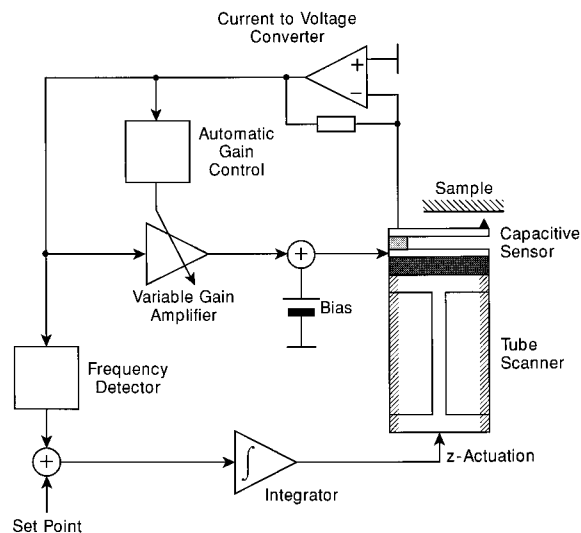 Current to Voltage
Converter
+
−
Automatic
Gain
Control
Sample
Capacitive
Sensor
+
Variable Gain
Amplifier
Bias
Tube
Scanner
Frequency
Detector
+
∫
z-Actuation
Integrator
Set Point